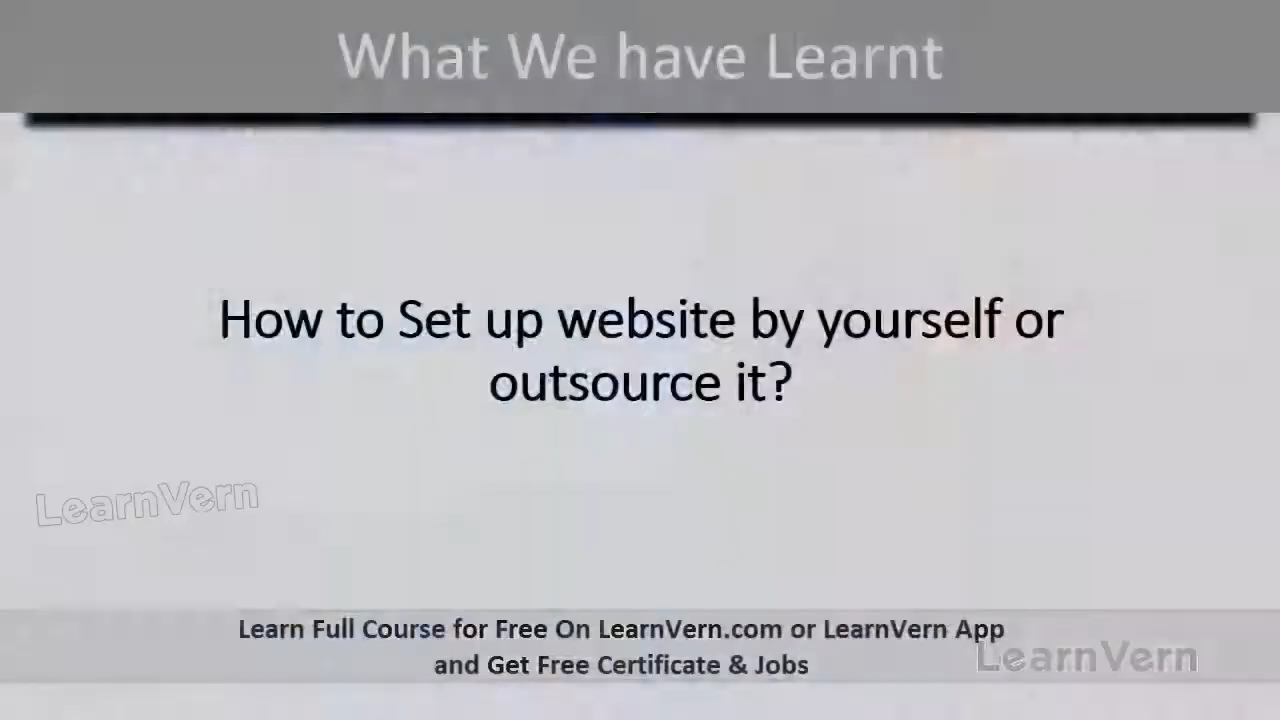 What We have Learnt
How to Set up website by yourself or
outsource it?
LearnVern
Learn Full Course for Free On LearnVern.com or LearnVern App
and Get Free Certificate & Jobs
LearnVern